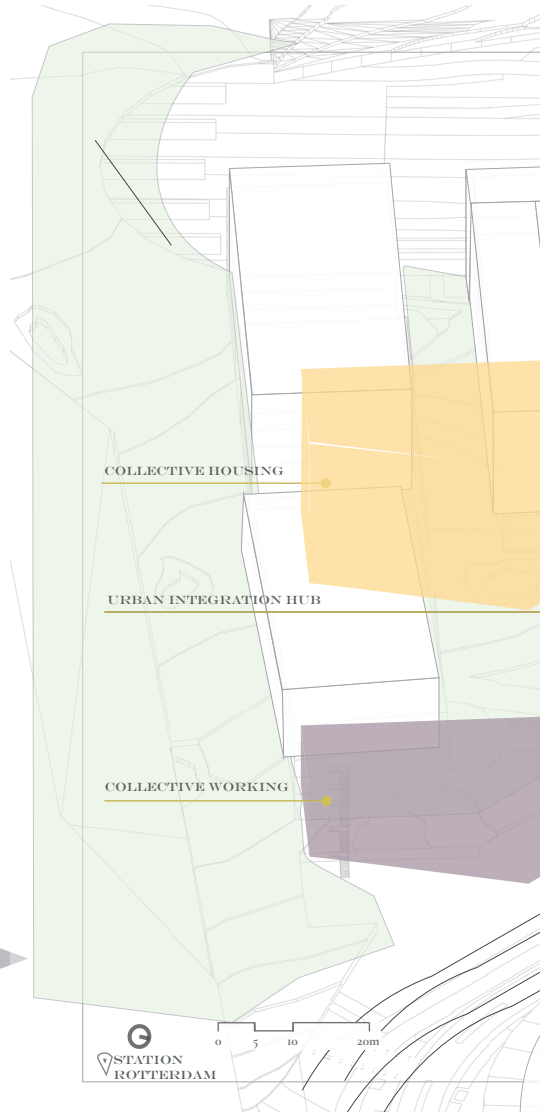 COLLECTIVE HOUSING
URBAN INTEGRATION HUB
COLLECTIVE WORKING
0 5 10 20m
STATION
ROTTERDAM